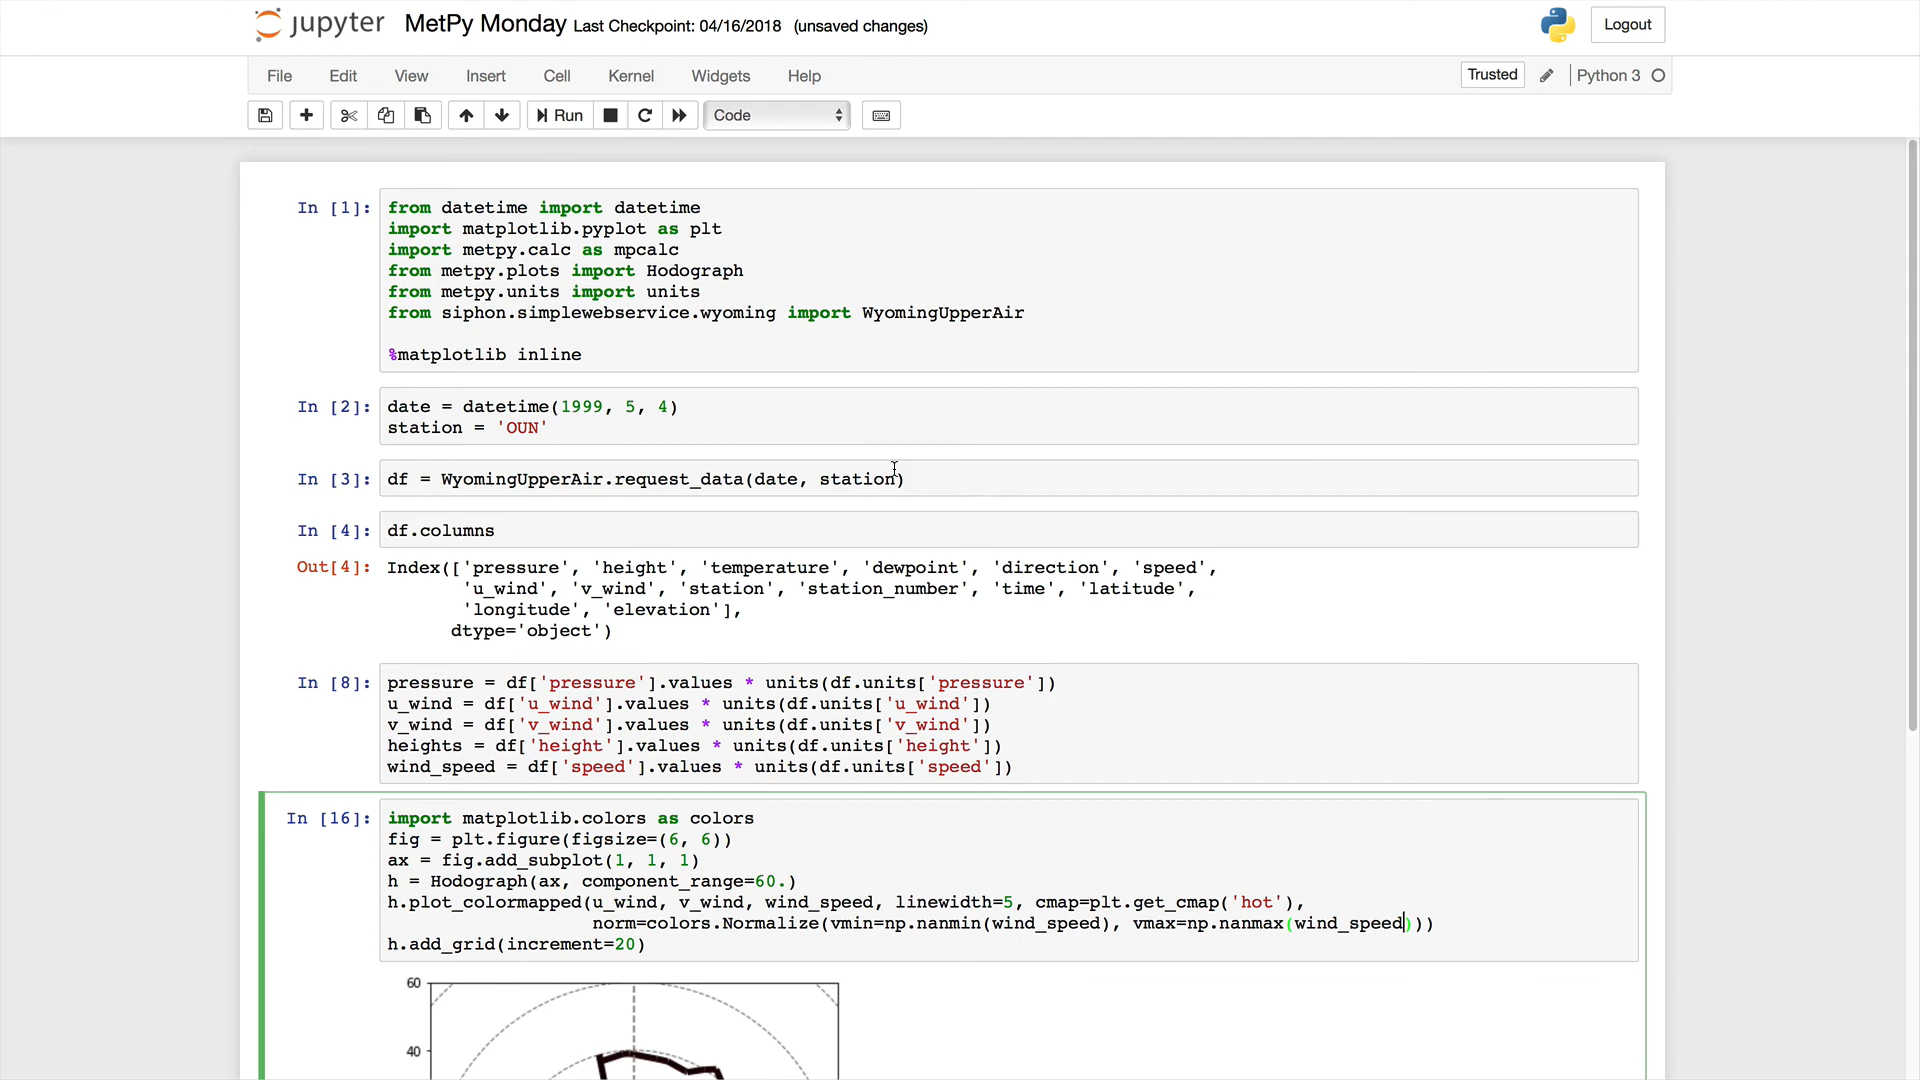 jupyter MetPy Monday Last Checkpoint: 04/16/2018 (unsaved changes) Logout
File Edit View Insert Cell Kernel Widgets Help Trusted Python 3
Run Code
In [1]: from datetime import datetime
import matplotlib.pyplot as plt
import metpy.calc as mpcalc
from metpy.plots import Hodograph
from metpy.units import units
from siphon.simplewebservice.wyoming import WyomingUpperAir
%matplotlib inline
In [2]: date = datetime(1999, 5, 4)
station = 'OUN'
In [3]: df = WyomingUpperAir.request_data(date, station)
In [4]: df.columns
Out[4]: Index(['pressure', 'height', 'temperature', 'dewpoint', 'direction', 'speed',
'u_wind', 'v_wind', 'station', 'station_number', 'time', 'latitude',
'longitude', 'elevation'],
dtype='object')
In [8]: pressure = df['pressure'].values * units(df.units['pressure'])
u_wind = df['u_wind'].values * units(df.units['u_wind'])
v_wind = df['v_wind'].values * units(df.units['v_wind'])
heights = df['height'].values * units(df.units['height'])
wind_speed = df['speed'].values * units(df.units['speed'])
In [16]: import matplotlib.colors as colors
fig = plt.figure(figsize=(6, 6))
ax = fig.add_subplot(1, 1, 1)
h = Hodograph(ax, component_range=60.)
h.plot_colormapped(u_wind, v_wind, wind_speed, linewidth=5, cmap=plt.get_cmap('hot'),
norm=colors.Normalize(vmin=np.nanmin(wind_speed), vmax=np.nanmax(wind_speed)))
h.add_grid(increment=20)
60
40